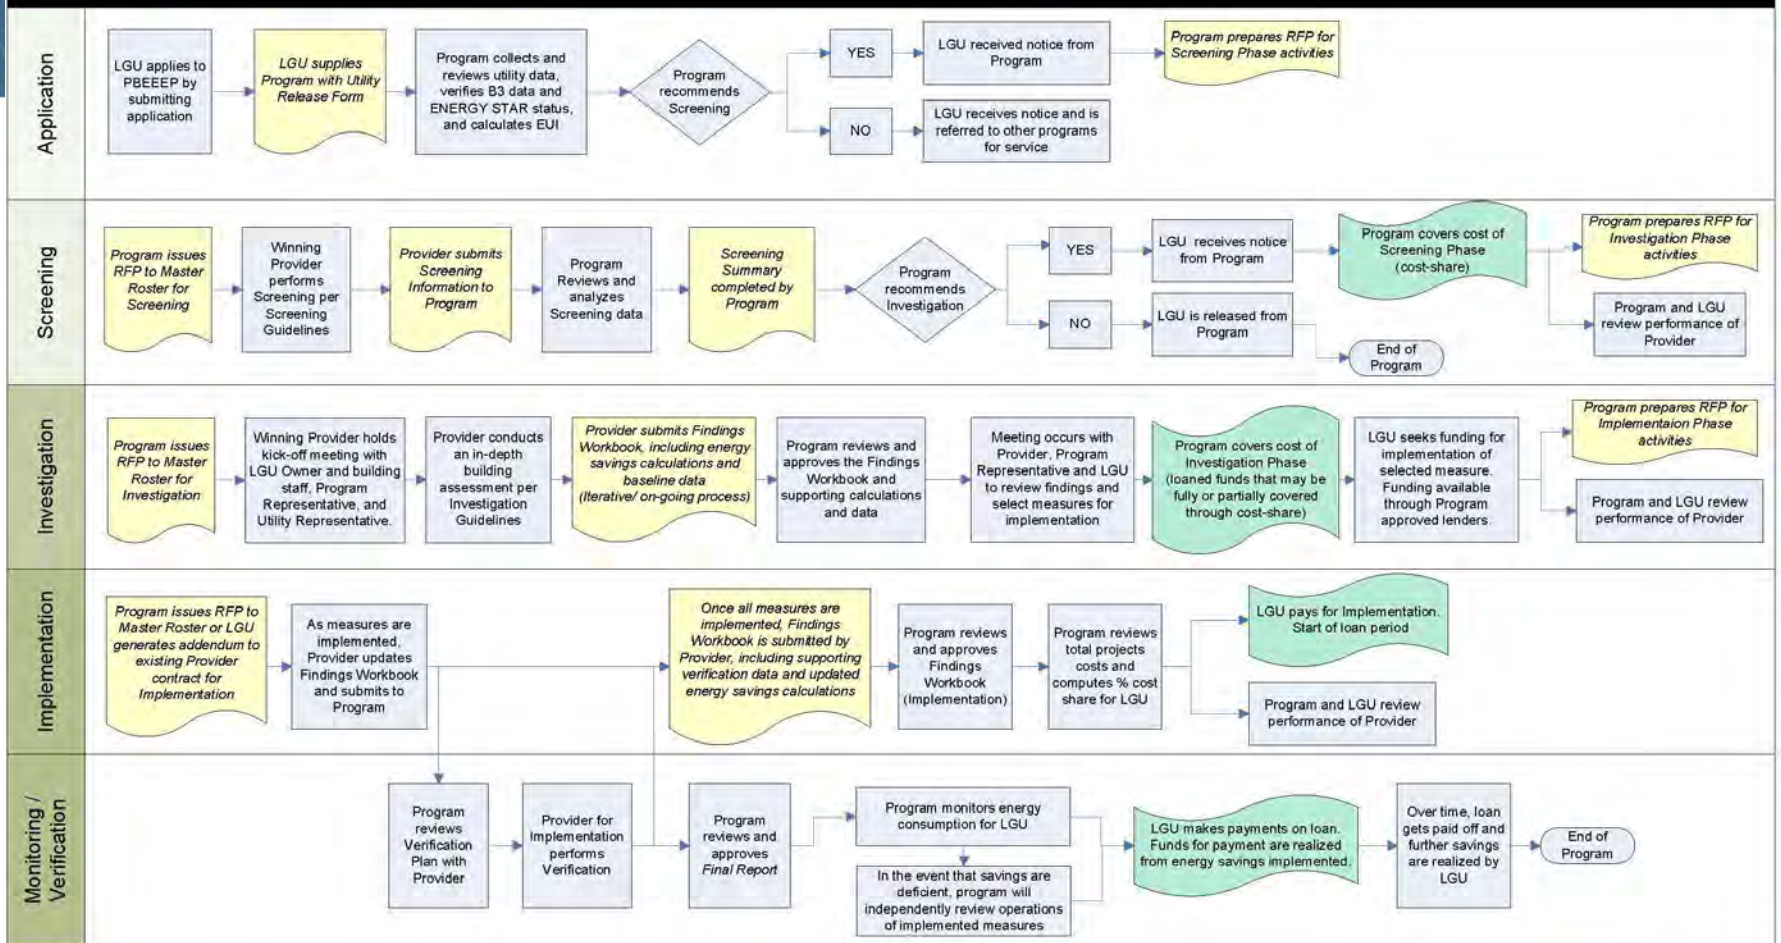 Application
LGU applies to
PBEEEP by
submitting
application
LGU supplies
Program with Utility
Release Form
Program collects and
reviews utility data,
verifies B3 data and
ENERGY STAR status,
and calculates EUI
Program
recommends
Screening
YES
LGU received notice from
Program
Program prepares RFP for
Screening Phase activities
NO
LGU receives notice and is
referred to other programs
for service
Screening
Program issues
RFP to Master
Roster for
Screening
Winning
Provider
performs
Screening per
Screening
Guidelines
Provider submits
Screening
Information to
Program
Program
Reviews and
analyzes
Screening data
Screening
Summary
completed by
Program
Program
recommends
Investigation
YES
LGU receives notice
from Program
Program covers cost of
Screening Phase
(cost-share)
Program prepares RFP for
Investigation Phase
activities
Program and LGU
review performance of
Provider
NO
LGU is released from
Program
End of
Program
Investigation
Program issues
RFP to Master
Roster for
Investigation
Winning Provider holds
kick-off meeting with
LGU Owner and building
staff, Program
Representative, and
Utility Representative.
Provider conducts
an in-depth
building
assessment per
Investigation
Guidelines
Provider submits Findings
Workbook, including energy
savings calculations and
baseline data
(Iterative/ on-going process)
Program reviews and
approves the Findings
Workbook and
supporting calculations
and data
Meeting occurs with
Provider, Program
Representative and LGU
to review findings and
select measures for
implementation
Program covers cost of
Investigation Phase
(loaned funds that may be
fully or partially covered
through cost-share)
LGU seeks funding for
implementation of
selected measure.
Funding available
through Program
approved lenders.
Program prepares RFP for
Implementaion Phase
activities
Program and LGU review
performance of Provider
Implementation
Program issues RFP to
Master Roster or LGU
generates addendum to
existing Provider
contract for
Implementation
As measures are
implemented,
Provider updates
Findings Workbook
and submits to
Program
Once all measures are
implemented, Findings
Workbook is submitted by
Provider, including supporting
verification data and updated
energy savings calculations
Program reviews
and approves
Findings
Workbook
(Implementation)
Program reviews
total projects
costs and
computes % cost
share for LGU
LGU pays for Implementation.
Start of loan period
Program and LGU review
performance of Provider
Monitoring /
Verification
Program
reviews
Verification
Plan with
Provider
Provider for
Implementation
performs
Verification
Program
reviews and
approves
Final Report
Program monitors energy
consumption for LGU
In the event that savings are
deficient, program will
independently review operations
of implemented measures
LGU makes payments on loan.
Funds for payment are realized
from energy savings implemented.
Over time, loan
gets paid off and
further savings
are realized by
LGU
End of
Program